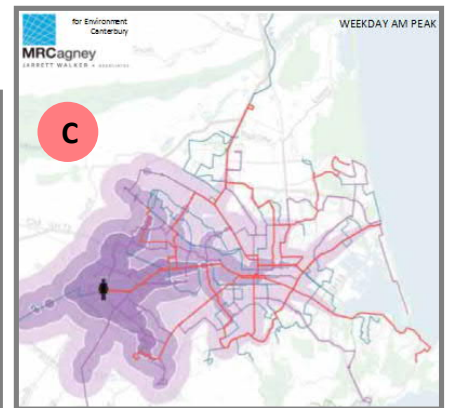 for Environment
Canterbury
WEEKDAY AM PEAK
MRCagney
JARRETT WALKER + ASSOCIATES
C